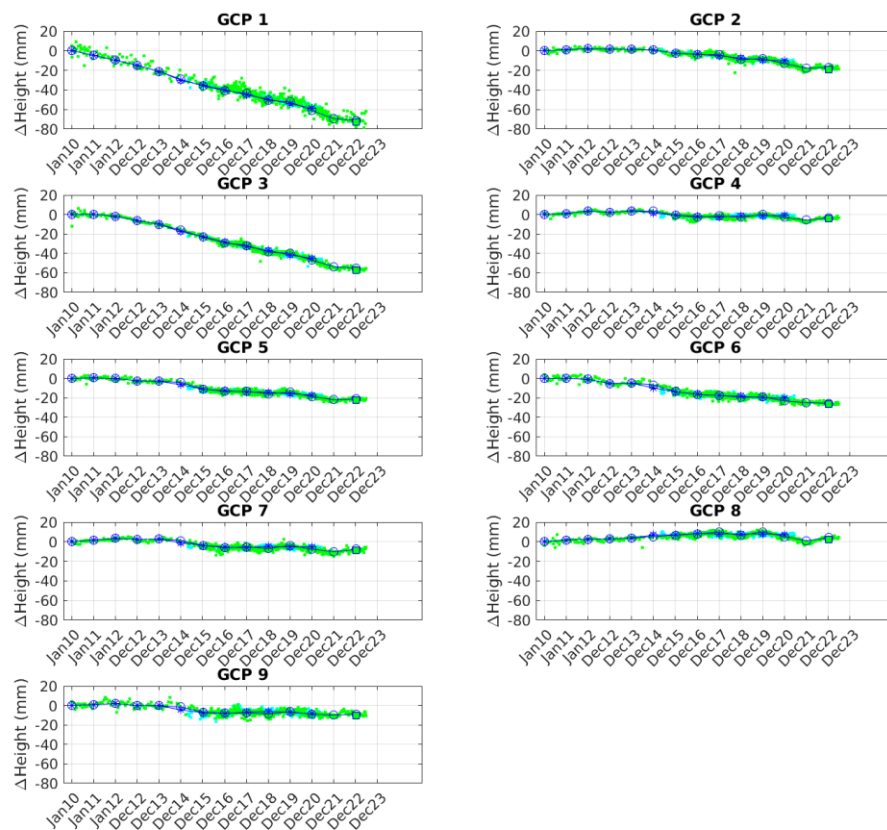 GCP 1
20
0
-20
-40
-60
-80
ΔHeight (mm)
Jan10
Jan11
Jan12
Dec12
Dec13
Dec14
Dec15
Dec16
Dec17
Dec18
Dec19
Dec20
Dec21
Dec22
Dec23
GCP 2
20
0
-20
-40
-60
-80
ΔHeight (mm)
Jan10
Jan11
Jan12
Dec12
Dec13
Dec14
Dec15
Dec16
Dec17
Dec18
Dec19
Dec20
Dec21
Dec22
Dec23
GCP 3
20
0
-20
-40
-60
-80
ΔHeight (mm)
Jan10
Jan11
Jan12
Dec12
Dec13
Dec14
Dec15
Dec16
Dec17
Dec18
Dec19
Dec20
Dec21
Dec22
Dec23
GCP 4
20
0
-20
-40
-60
-80
ΔHeight (mm)
Jan10
Jan11
Jan12
Dec12
Dec13
Dec14
Dec15
Dec16
Dec17
Dec18
Dec19
Dec20
Dec21
Dec22
Dec23
GCP 5
20
0
-20
-40
-60
-80
ΔHeight (mm)
Jan10
Jan11
Jan12
Dec12
Dec13
Dec14
Dec15
Dec16
Dec17
Dec18
Dec19
Dec20
Dec21
Dec22
Dec23
GCP 6
20
0
-20
-40
-60
-80
ΔHeight (mm)
Jan10
Jan11
Jan12
Dec12
Dec13
Dec14
Dec15
Dec16
Dec17
Dec18
Dec19
Dec20
Dec21
Dec22
Dec23
GCP 7
20
0
-20
-40
-60
-80
ΔHeight (mm)
Jan10
Jan11
Jan12
Dec12
Dec13
Dec14
Dec15
Dec16
Dec17
Dec18
Dec19
Dec20
Dec21
Dec22
Dec23
GCP 8
20
0
-20
-40
-60
-80
ΔHeight (mm)
Jan10
Jan11
Jan12
Dec12
Dec13
Dec14
Dec15
Dec16
Dec17
Dec18
Dec19
Dec20
Dec21
Dec22
Dec23
GCP 9
20
0
-20
-40
-60
-80
ΔHeight (mm)
Jan10
Jan11
Jan12
Dec12
Dec13
Dec14
Dec15
Dec16
Dec17
Dec18
Dec19
Dec20
Dec21
Dec22
Dec23